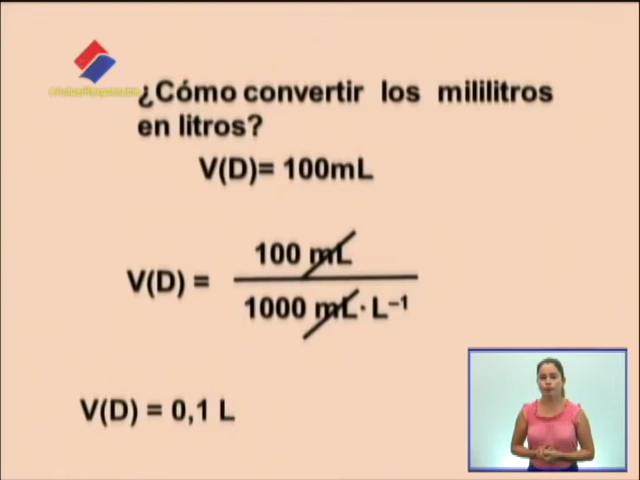 ¿Cómo convertir los mililitros
en litros?
V(D)= 100mL
V(D) =
100 mL
1000 mL · L⁻¹
V(D) = 0,1 L